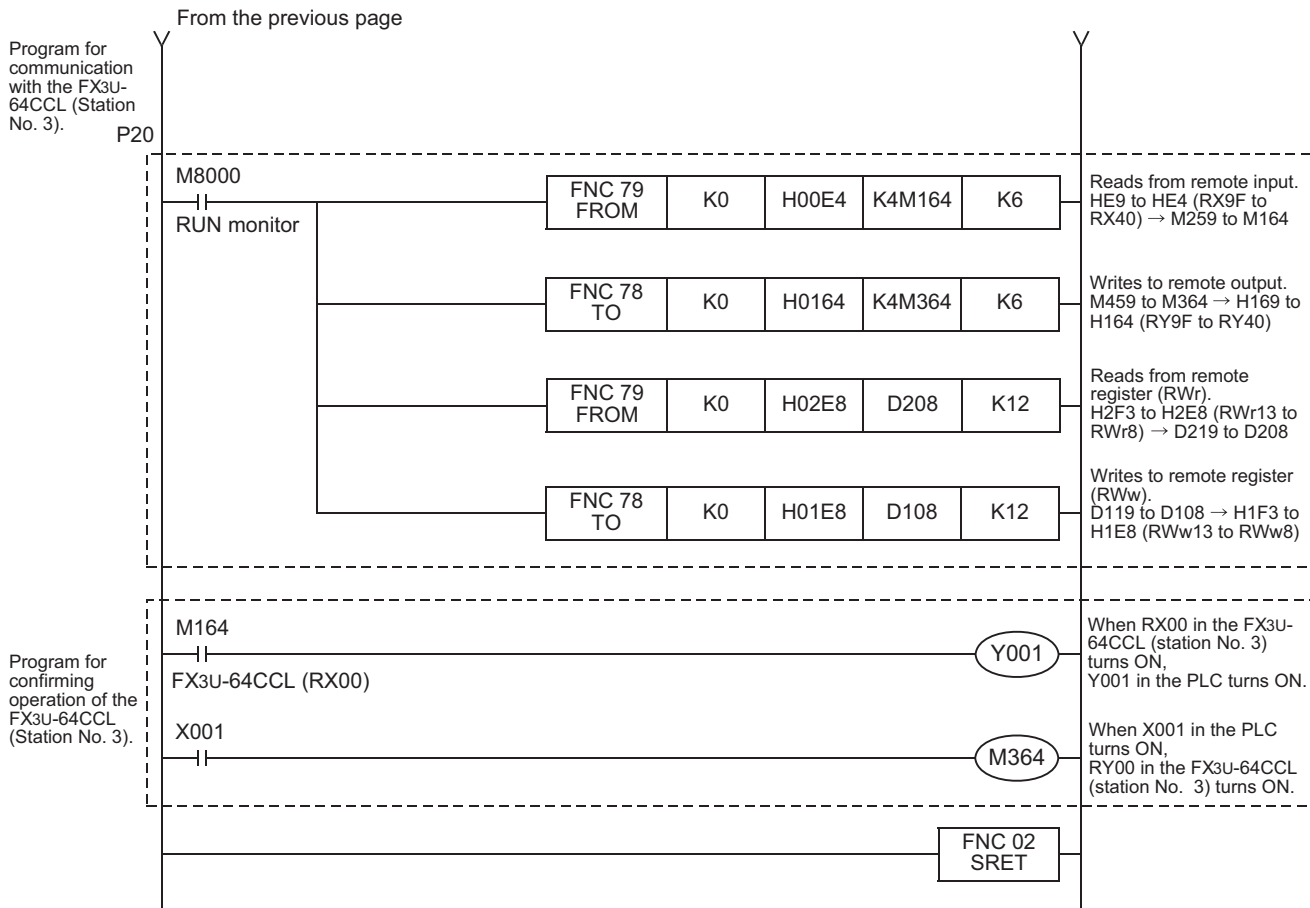 From the previous page
Program for
communication
with the FX3U-
64CCL (Station
No. 3).
P20
M8000
RUN monitor
FNC 79
FROM
K0
H00E4
K4M164
K6
Reads from remote input.
HE9 to HE4 (RX9F to
RX40) → M259 to M164
FNC 78
TO
K0
H0164
K4M364
K6
Writes to remote output.
M459 to M364 → H169 to
H164 (RY9F to RY40)
FNC 79
FROM
K0
H02E8
D208
K12
Reads from remote
register (RWr).
H2F3 to H2E8 (RWr13 to
RWr8) → D219 to D208
FNC 78
TO
K0
H01E8
D108
K12
Writes to remote register
(RWw).
D119 to D108 → H1F3 to
H1E8 (RWw13 to RWw8)
Program for
confirming
operation of the
FX3U-64CCL
(Station No. 3).
M164
FX3U-64CCL (RX00)
Y001
When RX00 in the FX3U-
64CCL (station No. 3)
turns ON,
Y001 in the PLC turns ON.
X001
M364
When X001 in the PLC
turns ON,
RY00 in the FX3U-64CCL
(station No. 3) turns ON.
FNC 02
SRET